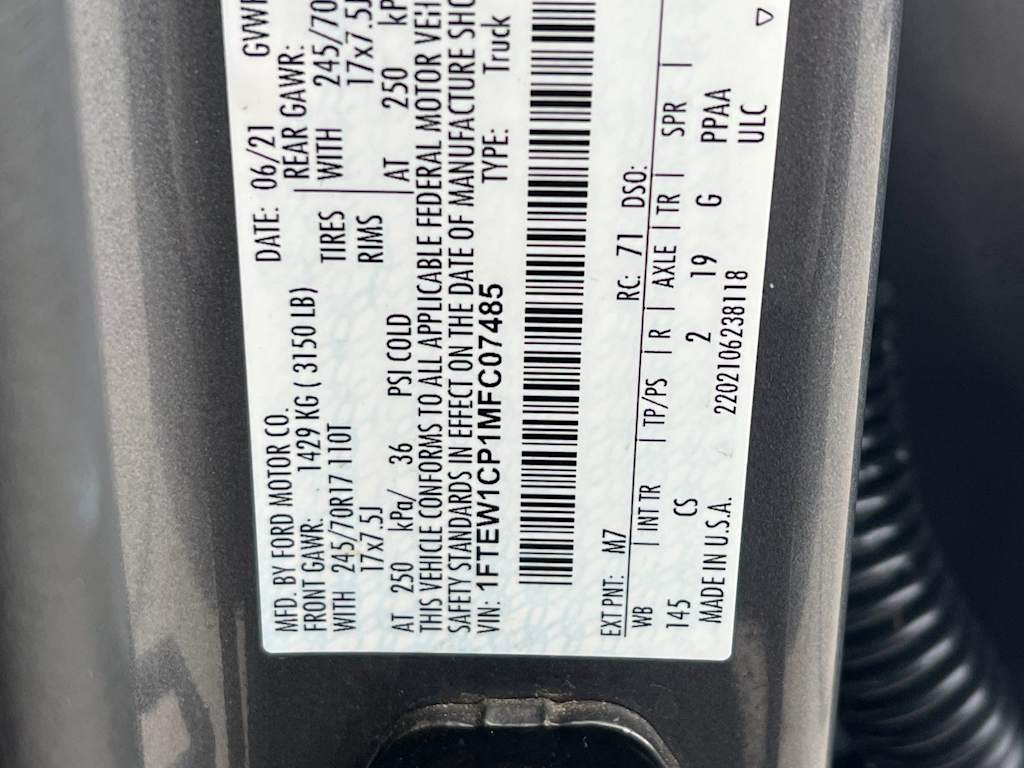 MFD. BY FORD MOTOR CO.
DATE: 06/21 GVWR
FRONT GAWR: 1429 KG ( 3150 LB)
REAR GAWR:
WITH 245/70R17 110T TIRES WITH 245/70
17x7.5J RIMS 17x7.5J
AT 250 kPa/ 36 PSI COLD AT 250 kP
THIS VEHICLE CONFORMS TO ALL APPLICABLE FEDERAL MOTOR VEH
SAFETY STANDARDS IN EFFECT ON THE DATE OF MANUFACTURE SHO
VIN: 1FTEW1CP1MFC07485 TYPE: Truck
EXT PNT: M7 RC: 71 DSO:
WB | INT TR | TP/PS | R | AXLE | TR | SPR |
145 CS 2 19 G PPAA
MADE IN U.S.A. 2202106238118 ULC